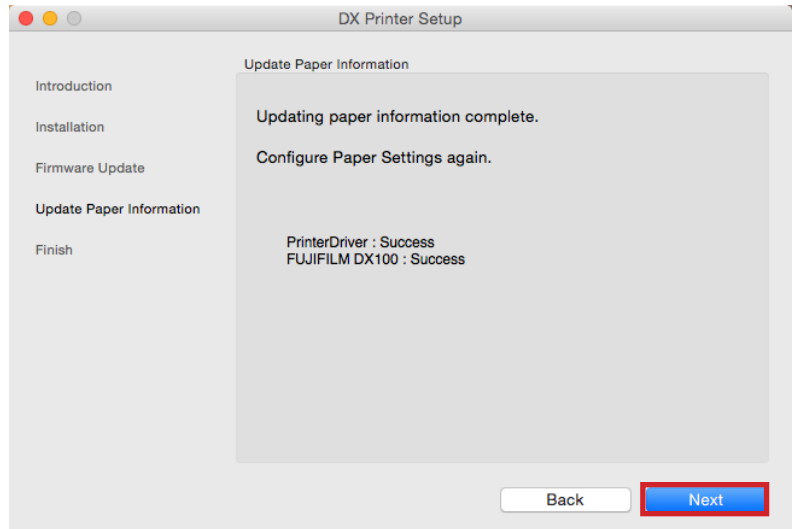 DX Printer Setup
Introduction
Installation
Firmware Update
Update Paper Information
Finish
Update Paper Information
Updating paper information complete.
Configure Paper Settings again.
PrinterDriver : Success
FUJIFILM DX100 : Success
Back
Next